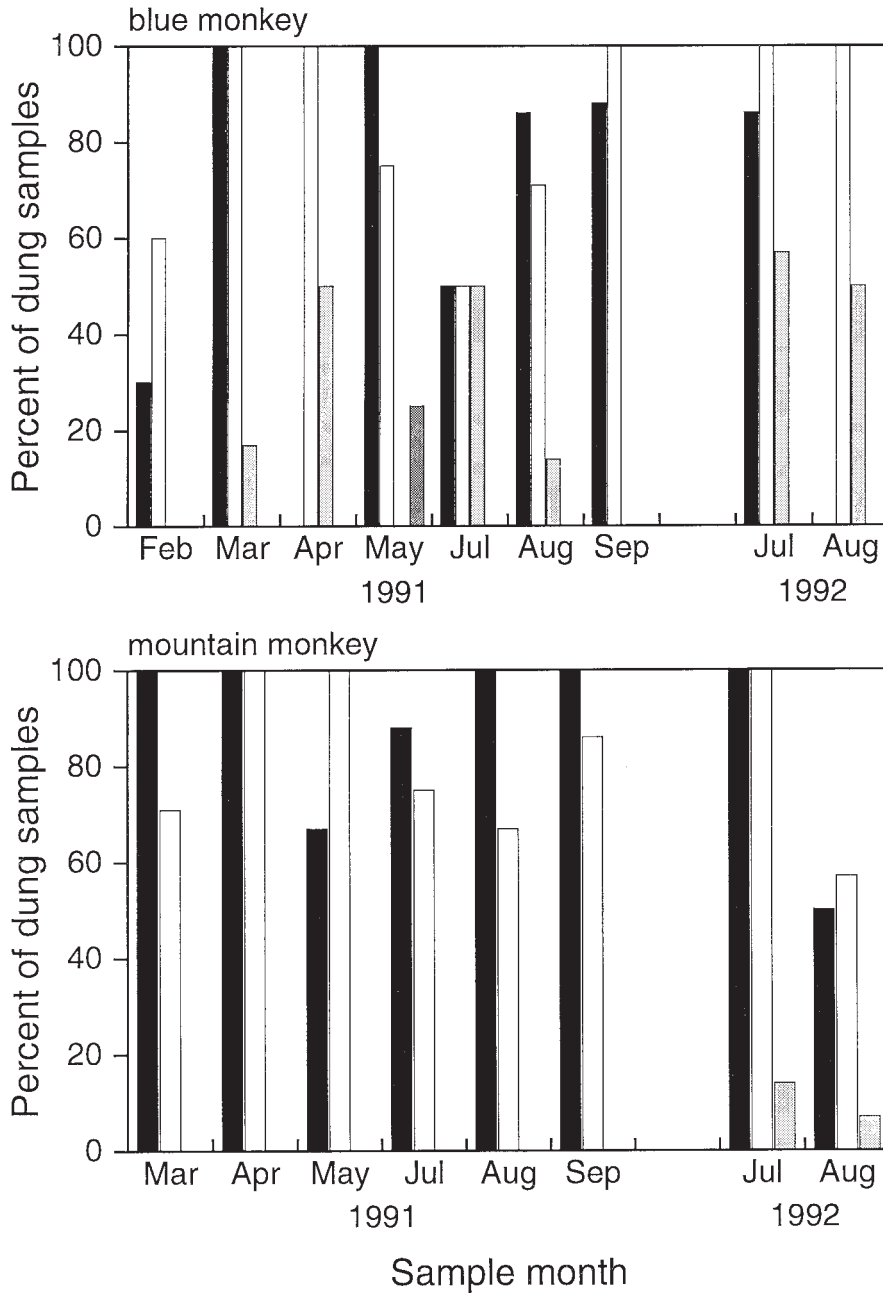 blue monkey
Percent of dung samples
100
80
60
40
20
0
Feb Mar Apr May Jul Aug Sep Jul Aug
1991 1992
mountain monkey
Percent of dung samples
100
80
60
40
20
0
Mar Apr May Jul Aug Sep Jul Aug
1991 1992
Sample month